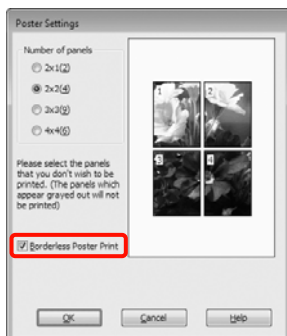 Poster Settings
Number of panels
2x1(2)
2x2(4)
3x3(9)
4x4(6)
1
2
3
4
Please select the panels
that you don't wish to be
printed. (The panels which
appear grayed out will not
be printed)
Borderless Poster Print
OK
Cancel
Help